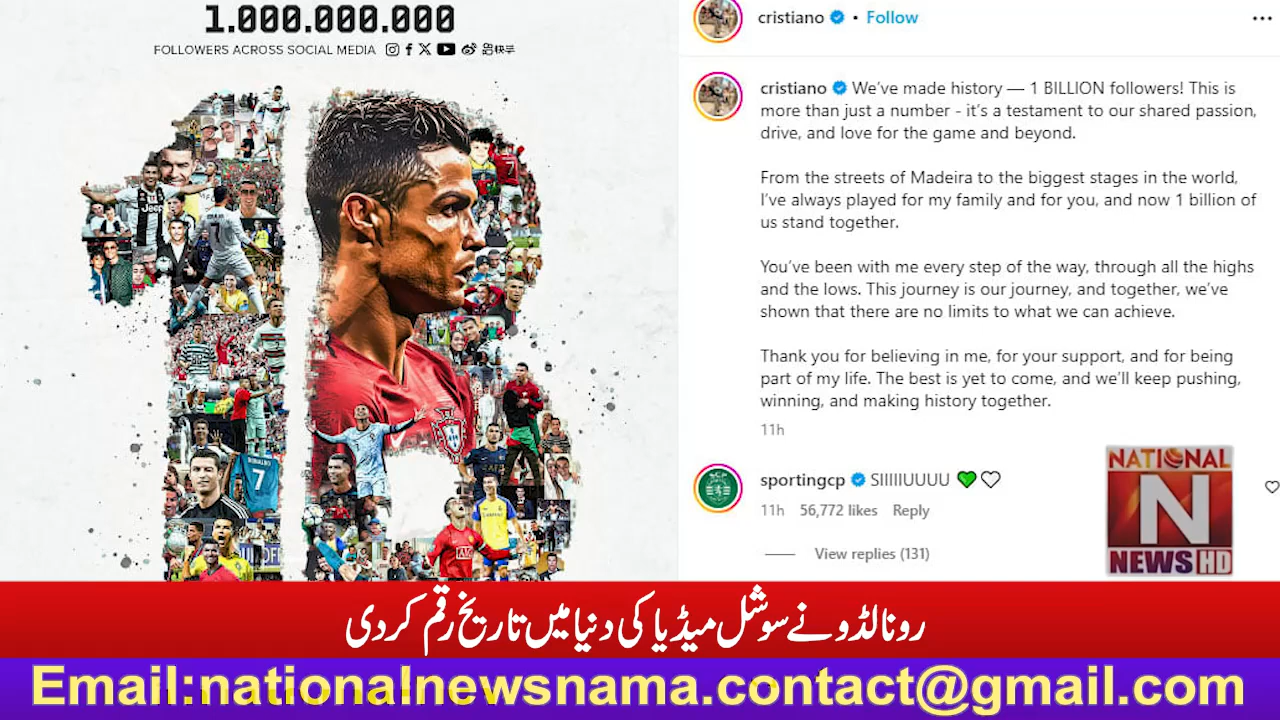 1.000.000.000
FOLLOWERS ACROSS SOCIAL MEDIA
cristiano • Follow
cristiano We've made history — 1 BILLION followers! This is
more than just a number - it's a testament to our shared passion,
drive, and love for the game and beyond.
From the streets of Madeira to the biggest stages in the world,
I've always played for my family and for you, and now 1 billion of
us stand together.
You've been with me every step of the way, through all the highs
and the lows. This journey is our journey, and together, we've
shown that there are no limits to what we can achieve.
Thank you for believing in me, for your support, and for being
part of my life. The best is yet to come, and we'll keep pushing,
winning, and making history together.
11h
sportingcp SIIIIIUUUU 💚🤍
11h 56,772 likes Reply
View replies (131)
NATIONAL
N
NEWS HD
Jeep
7
RONALDO
7
رونالڈو نے سوشل میڈیا کی دنیا میں تاریخ رقم کر دی
Email:nationalnewsnama.contact@gmail.com